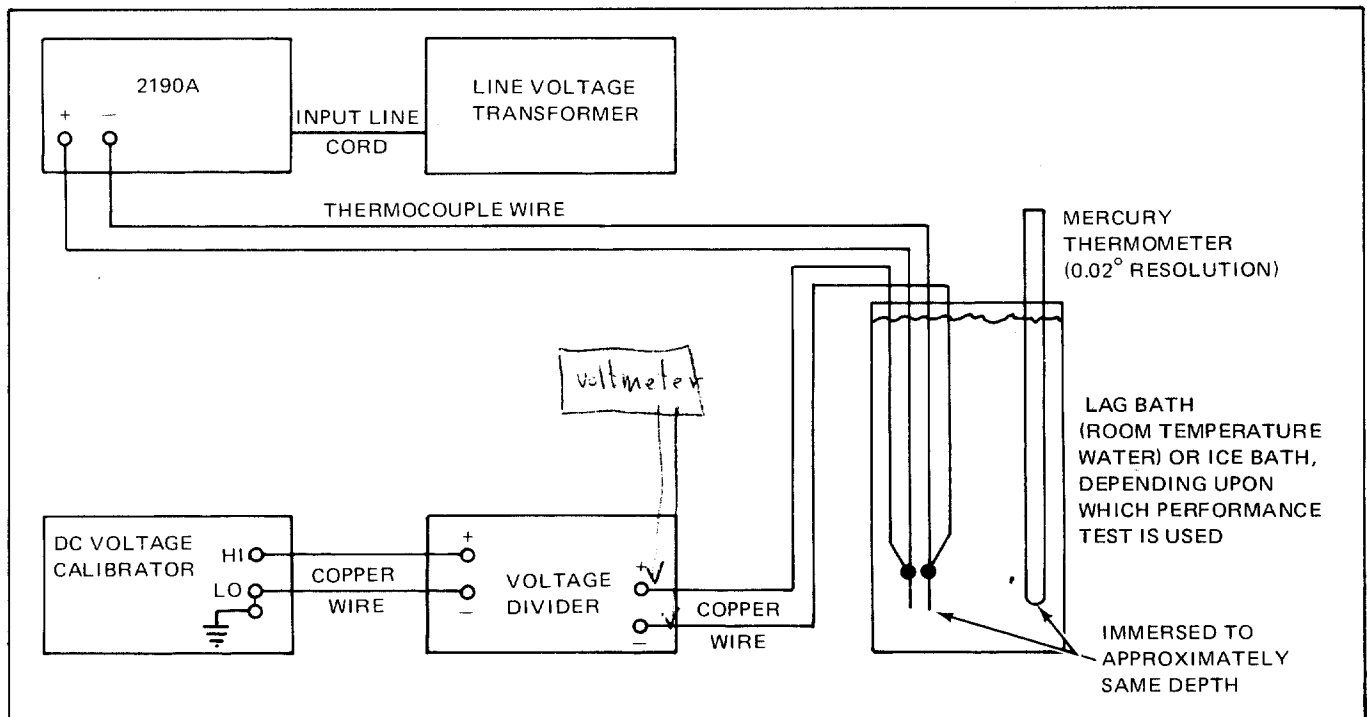 2190A
+ –
INPUT LINE
CORD
LINE VOLTAGE
TRANSFORMER
THERMOCOUPLE WIRE
MERCURY
THERMOMETER
(0.02° RESOLUTION)
voltmeter
LAG BATH
(ROOM TEMPERATURE
WATER) OR ICE BATH,
DEPENDING UPON
WHICH PERFORMANCE
TEST IS USED
DC VOLTAGE
CALIBRATOR
HI
LO
COPPER
WIRE
+
–
VOLTAGE
DIVIDER
+
–
COPPER
WIRE
IMMERSED TO
APPROXIMATELY
SAME DEPTH